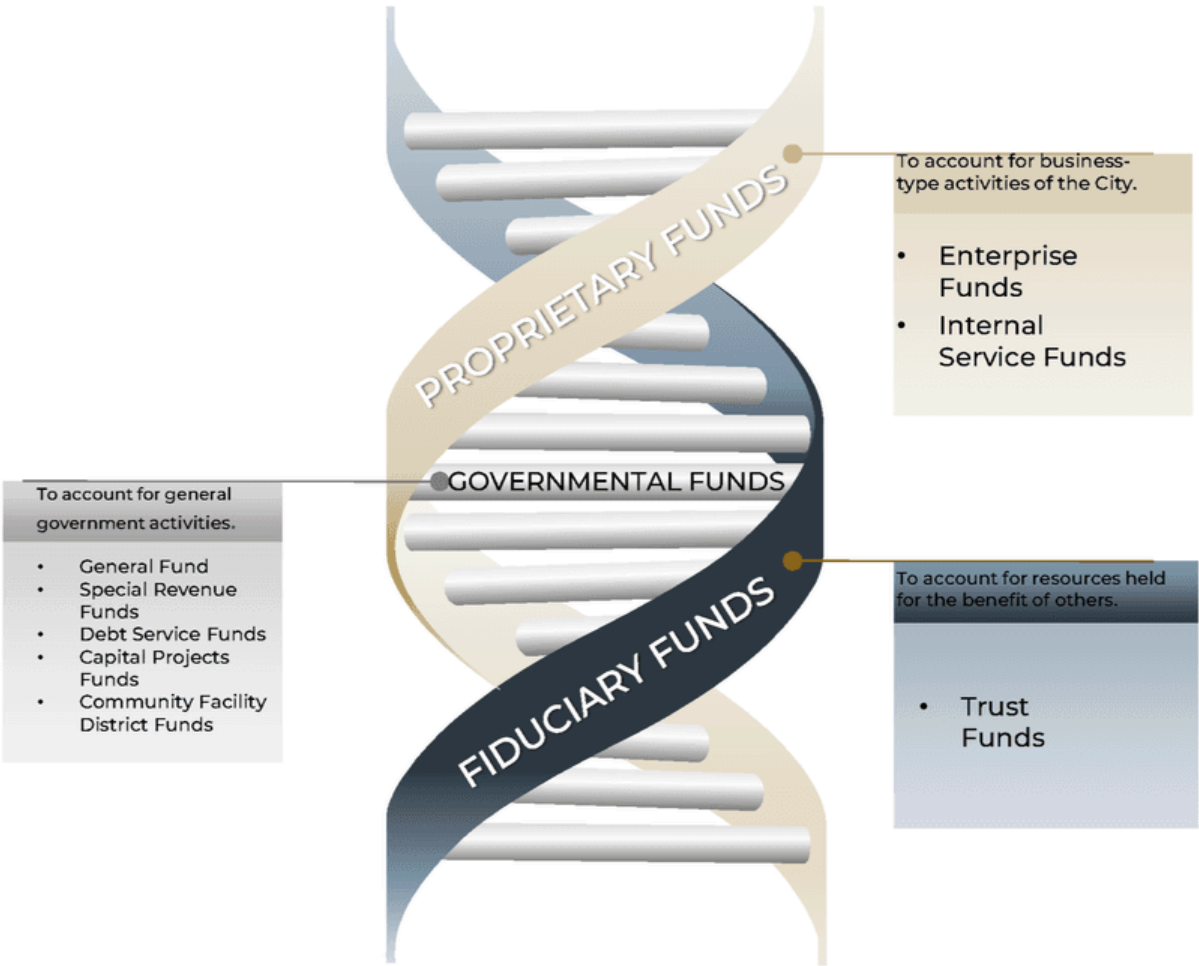 PROPRIETARY FUNDS
To account for business-
type activities of the City.
• Enterprise
Funds
• Internal
Service Funds
GOVERNMENTAL FUNDS
To account for general
government activities.
• General Fund
• Special Revenue
Funds
• Debt Service Funds
• Capital Projects
Funds
• Community Facility
District Funds
FIDUCIARY FUNDS
To account for resources held
for the benefit of others.
• Trust
Funds